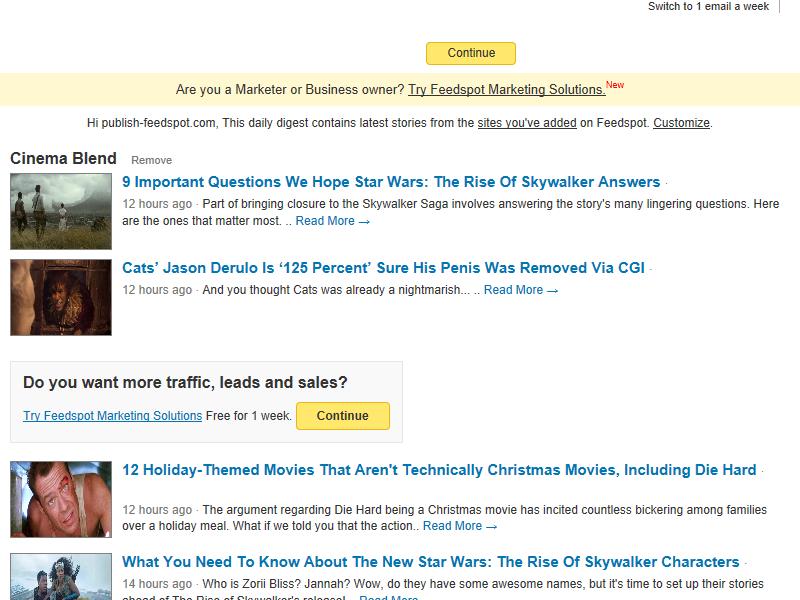 Switch to 1 email a week
Continue
Are you a Marketer or Business owner? Try Feedspot Marketing Solutions.New
Hi publish-feedspot.com, This daily digest contains latest stories from the sites you've added on Feedspot. Customize.
Cinema Blend Remove
9 Important Questions We Hope Star Wars: The Rise Of Skywalker Answers ·
12 hours ago · Part of bringing closure to the Skywalker Saga involves answering the story's many lingering questions. Here
are the ones that matter most. .. Read More →
Cats’ Jason Derulo Is ‘125 Percent’ Sure His Penis Was Removed Via CGI ·
12 hours ago · And you thought Cats was already a nightmarish... .. Read More →
Do you want more traffic, leads and sales?
Try Feedspot Marketing Solutions Free for 1 week. Continue
12 Holiday-Themed Movies That Aren't Technically Christmas Movies, Including Die Hard ·
12 hours ago · The argument regarding Die Hard being a Christmas movie has incited countless bickering among families
over a holiday meal. What if we told you that the action.. Read More →
What You Need To Know About The New Star Wars: The Rise Of Skywalker Characters ·
14 hours ago · Who is Zorii Bliss? Jannah? Wow, do they have some awesome names, but it's time to set up their stories
ahead of The Rise of Skywalker's release! .. Read More